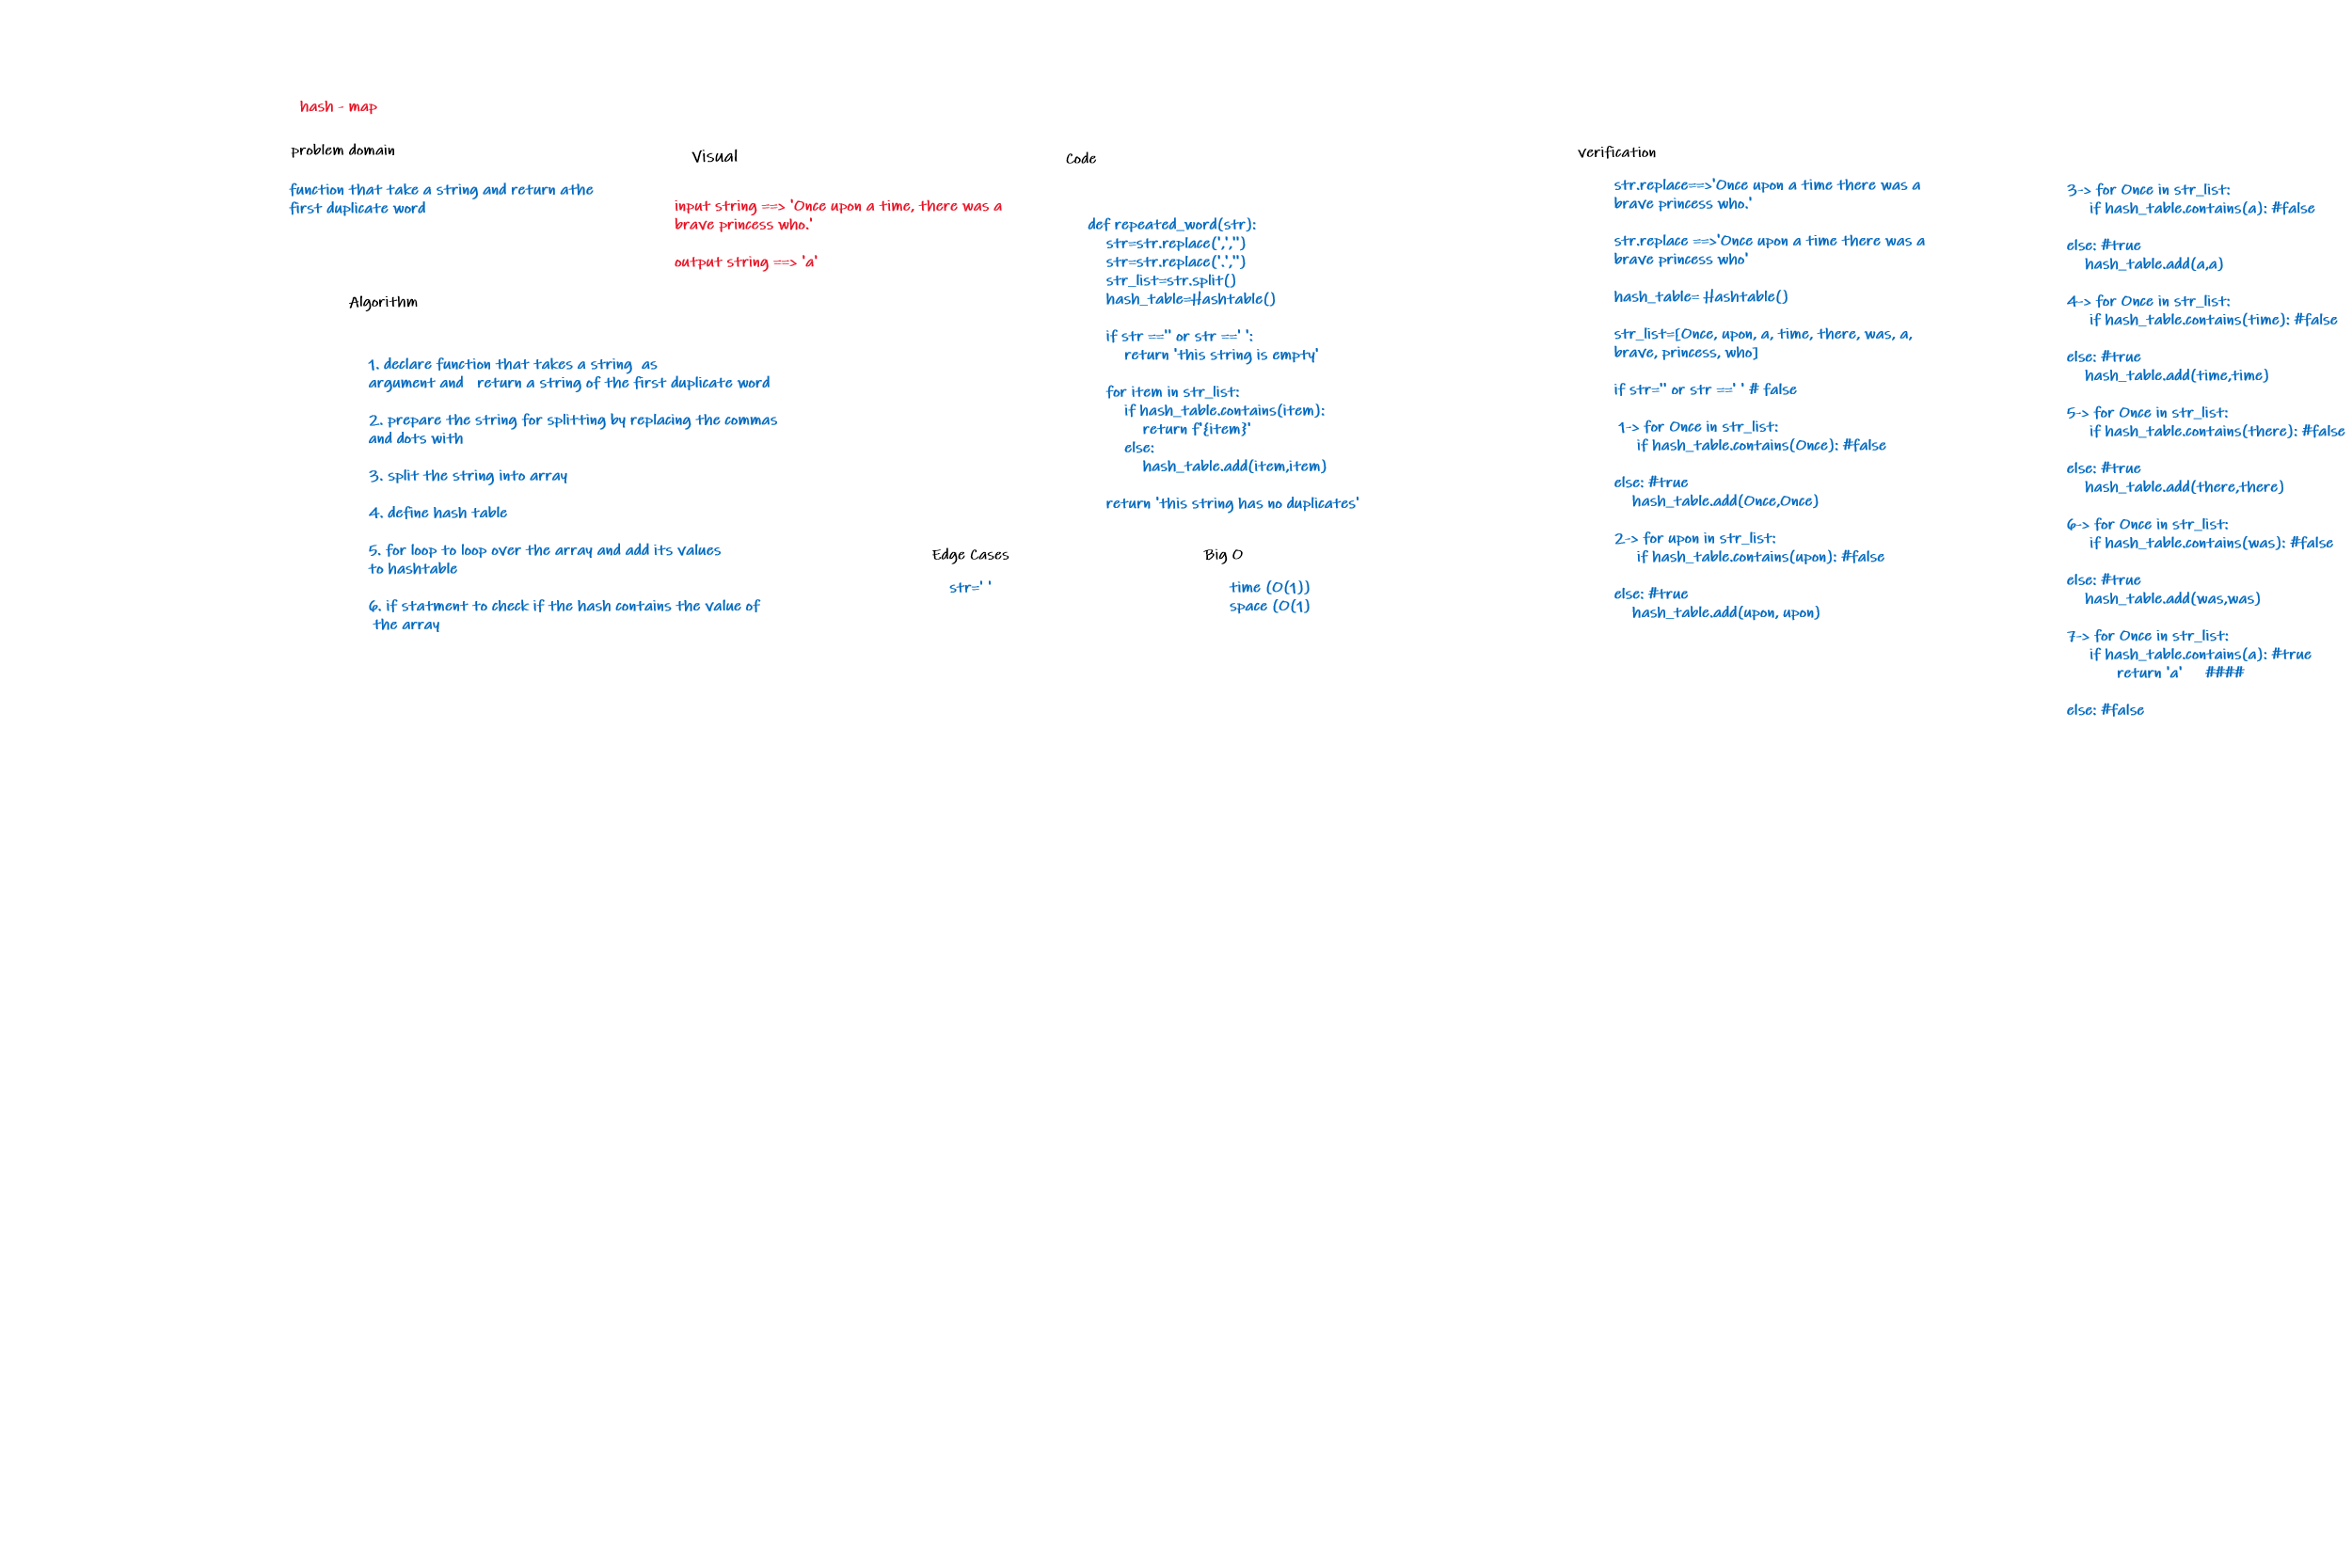 hash - map
problem domain
function that take a string and return athe
first duplicate word
Visual
input string ==> 'Once upon a time, there was a
brave princess who.'
output string ==> 'a'
Algorithm
1. declare function that takes a string  as
argument and   return a string of the first duplicate word
2. prepare the string for splitting by replacing the commas
and dots with
3. split the string into array
4. define hash table
5. for loop to loop over the array and add its values
to hashtable
6. if statment to check if the hash contains the value of
the array
Code
def repeated_word(str):
str=str.replace(',','')
str=str.replace('.','')
str_list=str.split()
hash_table=Hashtable()
if str =='' or str ==' ':
return 'this string is empty'
for item in str_list:
if hash_table.contains(item):
return f'{item}'
else:
hash_table.add(item,item)
return 'this string has no duplicates'
Edge Cases
str=' '
Big O
time (O(1))
space (O(1)
verification
str.replace==>'Once upon a time there was a
brave princess who.'
str.replace ==>'Once upon a time there was a
brave princess who'
hash_table= Hashtable()
str_list=[Once, upon, a, time, there, was, a,
brave, princess, who]
if str='' or str ==' ' # false
1-> for Once in str_list:
if hash_table.contains(Once): #false
else: #true
hash_table.add(Once,Once)
2-> for upon in str_list:
if hash_table.contains(upon): #false
else: #true
hash_table.add(upon, upon)
3-> for Once in str_list:
if hash_table.contains(a): #false
else: #true
hash_table.add(a,a)
4-> for Once in str_list:
if hash_table.contains(time): #false
else: #true
hash_table.add(time,time)
5-> for Once in str_list:
if hash_table.contains(there): #false
else: #true
hash_table.add(there,there)
6-> for Once in str_list:
if hash_table.contains(was): #false
else: #true
hash_table.add(was,was)
7-> for Once in str_list:
if hash_table.contains(a): #true
return 'a'     ####
else: #false